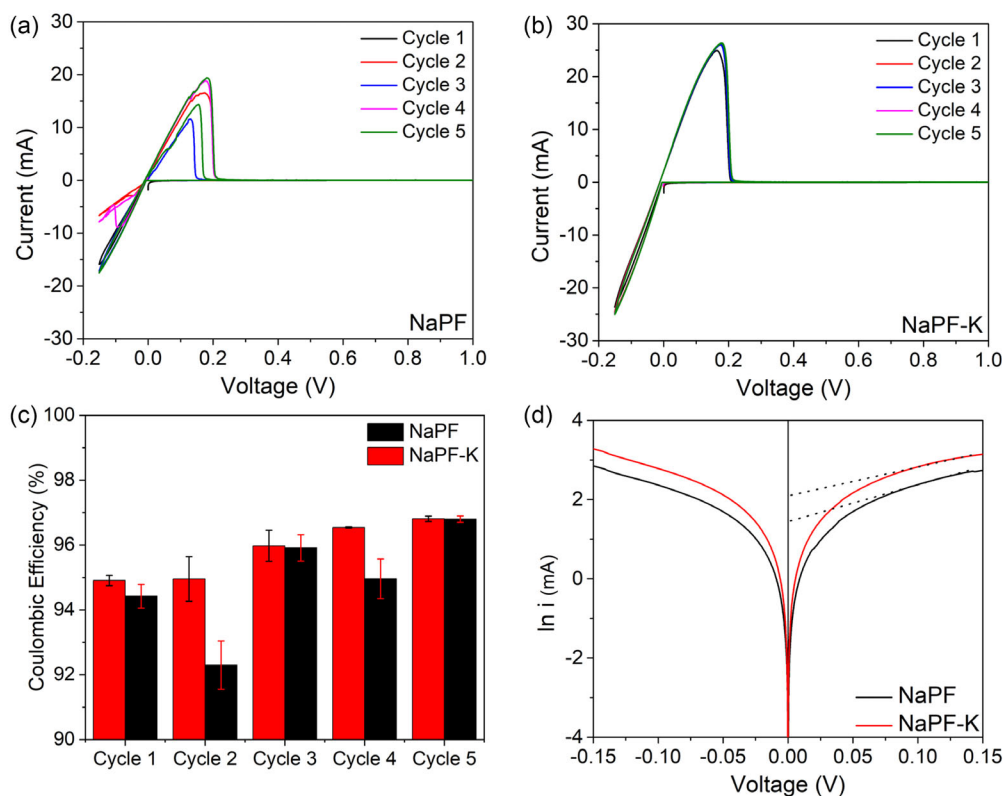 (a)
30
20
10
0
-10
-20
-30
Current (mA)
-0.2 0.0 0.2 0.4 0.6 0.8 1.0
Voltage (V)
Cycle 1
Cycle 2
Cycle 3
Cycle 4
Cycle 5
NaPF
(b)
30
20
10
0
-10
-20
-30
Current (mA)
-0.2 0.0 0.2 0.4 0.6 0.8 1.0
Voltage (V)
Cycle 1
Cycle 2
Cycle 3
Cycle 4
Cycle 5
NaPF-K
(c)
100
98
96
94
92
90
Coulombic Efficiency (%)
NaPF
NaPF-K
Cycle 1 Cycle 2 Cycle 3 Cycle 4 Cycle 5
(d)
4
2
0
-2
-4
ln i (mA)
-0.15 -0.10 -0.05 0.00 0.05 0.10 0.15
Voltage (V)
NaPF
NaPF-K